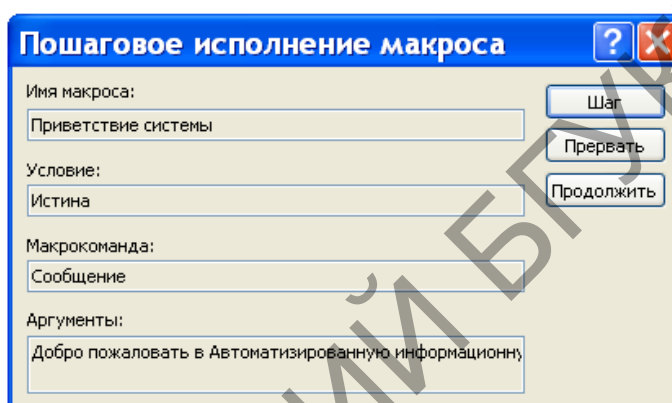 Пошаговое исполнение макроса
Имя макроса:
Приветствие системы
Условие:
Истина
Макрокоманда:
Сообщение
Аргументы:
Добро пожаловать в Автоматизированную информационну
Шаг
Прервать
Продолжить